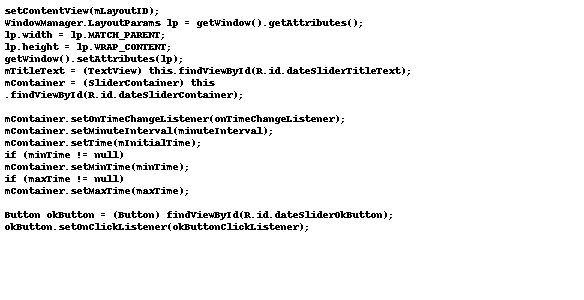 setContentView(mLayoutID);
WindowManager.LayoutParams lp = getWindow().getAttributes();
lp.width = lp.MATCH_PARENT;
lp.height = lp.WRAP_CONTENT;
getWindow().setAttributes(lp);
mTitleText = (TextView) this.findViewById(R.id.dateSliderTitleText);
mContainer = (SliderContainer) this
.findViewById(R.id.dateSliderContainer);

mContainer.setOnTimeChangeListener(onTimeChangeListener);
mContainer.setMinuteInterval(minuteInterval);
mContainer.setTime(mInitialTime);
if (minTime != null)
mContainer.setMinTime(minTime);
if (maxTime != null)
mContainer.setMaxTime(maxTime);

Button okButton = (Button) findViewById(R.id.dateSliderOkButton);
okButton.setOnClickListener(okButtonClickListener);